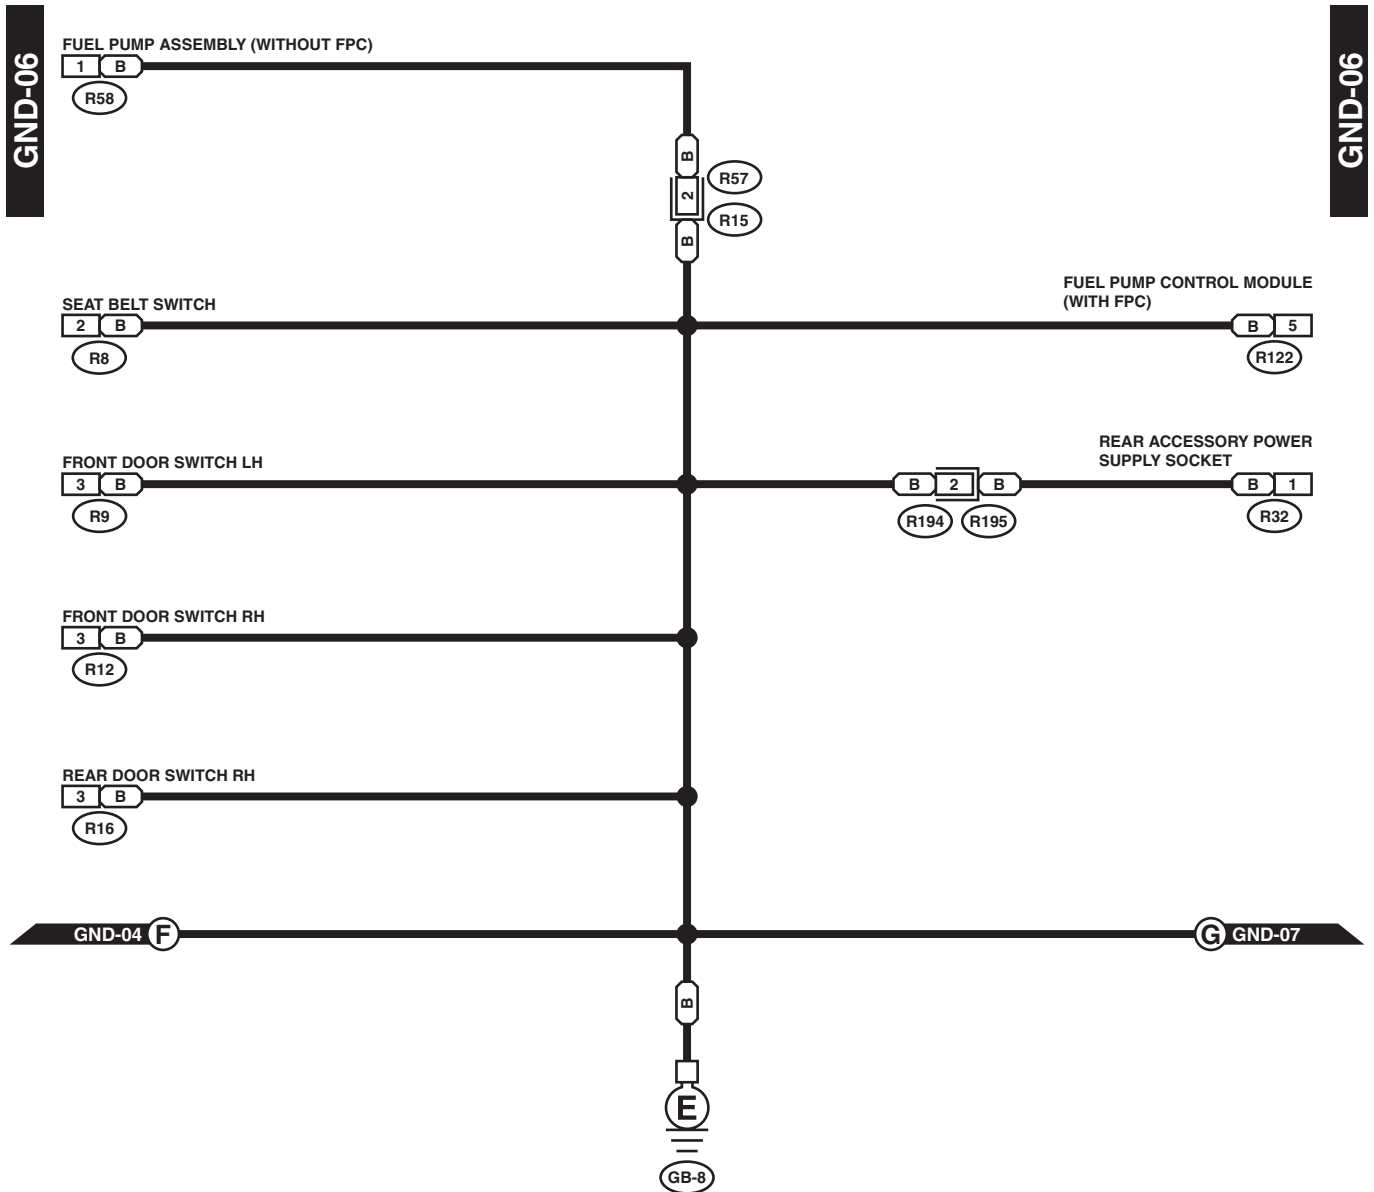 GND-06
GND-06
FUEL PUMP ASSEMBLY (WITHOUT FPC)
1 B
R58
B
R57
2
R15
B
SEAT BELT SWITCH
2 B
R8
FUEL PUMP CONTROL MODULE
(WITH FPC)
B 5
R122
FRONT DOOR SWITCH LH
3 B
R9
B 2 B
R194 R195
REAR ACCESSORY POWER
SUPPLY SOCKET
B 1
R32
FRONT DOOR SWITCH RH
3 B
R12
REAR DOOR SWITCH RH
3 B
R16
GND-04 F
G GND-07
B
E
GB-8